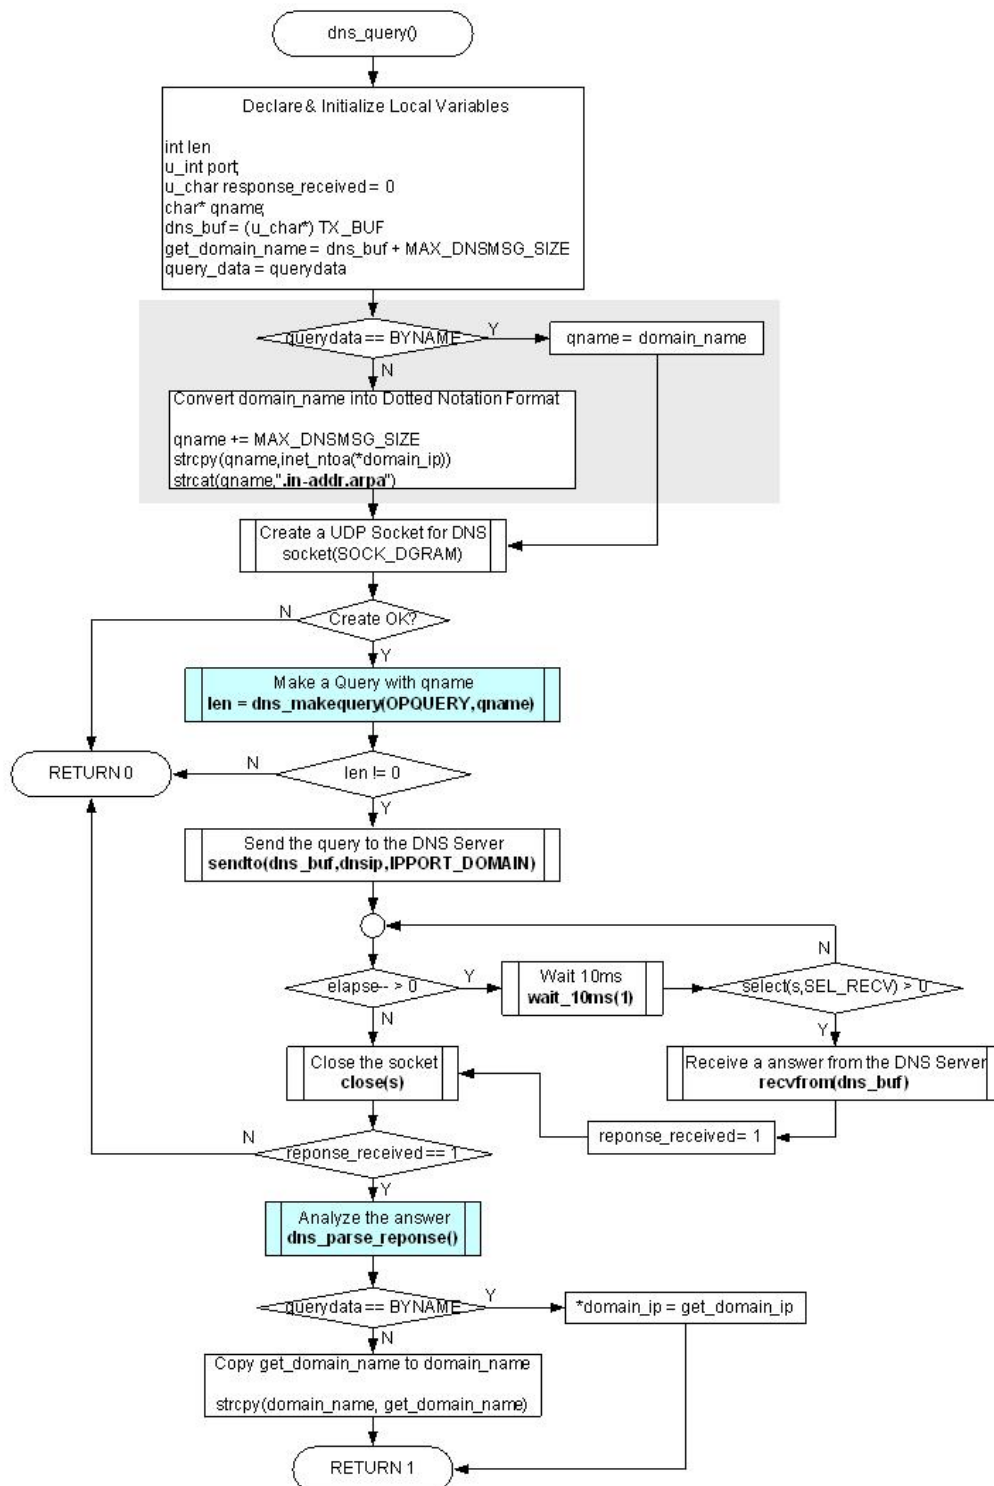 dns_query()
Declare & Initialize Local Variables
int len
u_int port;
u_char response_received = 0
char* qname;
dns_buf = (u_char*) TX_BUF
get_domain_name = dns_buf + MAX_DNSMSG_SIZE
query_data = querydata
querydata == BYNAME
Y
qname = domain_name
N
Convert domain_name into Dotted Notation Format
qname += MAX_DNSMSG_SIZE
strcpy(qname,inet_ntoa(*domain_ip))
strcat(qname,".in-addr.arpa")
Create a UDP Socket for DNS
socket(SOCK_DGRAM)
N
Create OK?
Y
Make a Query with qname
len = dns_makequery(OPQUERY,qname)
RETURN 0
N
len != 0
Y
Send the query to the DNS Server
sendto(dns_buf,dnsip,IPPORT_DOMAIN)
N
elapse-- > 0
Y
Wait 10ms
wait_10ms(1)
select(s,SEL_RECV) > 0
N
Y
Close the socket
close(s)
Receive a answer from the DNS Server
recvfrom(dns_buf)
reponse_received = 1
N
reponse_received == 1
Y
Analyze the answer
dns_parse_reponse()
querydata == BYNAME
Y
*domain_ip = get_domain_ip
N
Copy get_domain_name to domain_name
strcpy(domain_name, get_domain_name)
RETURN 1